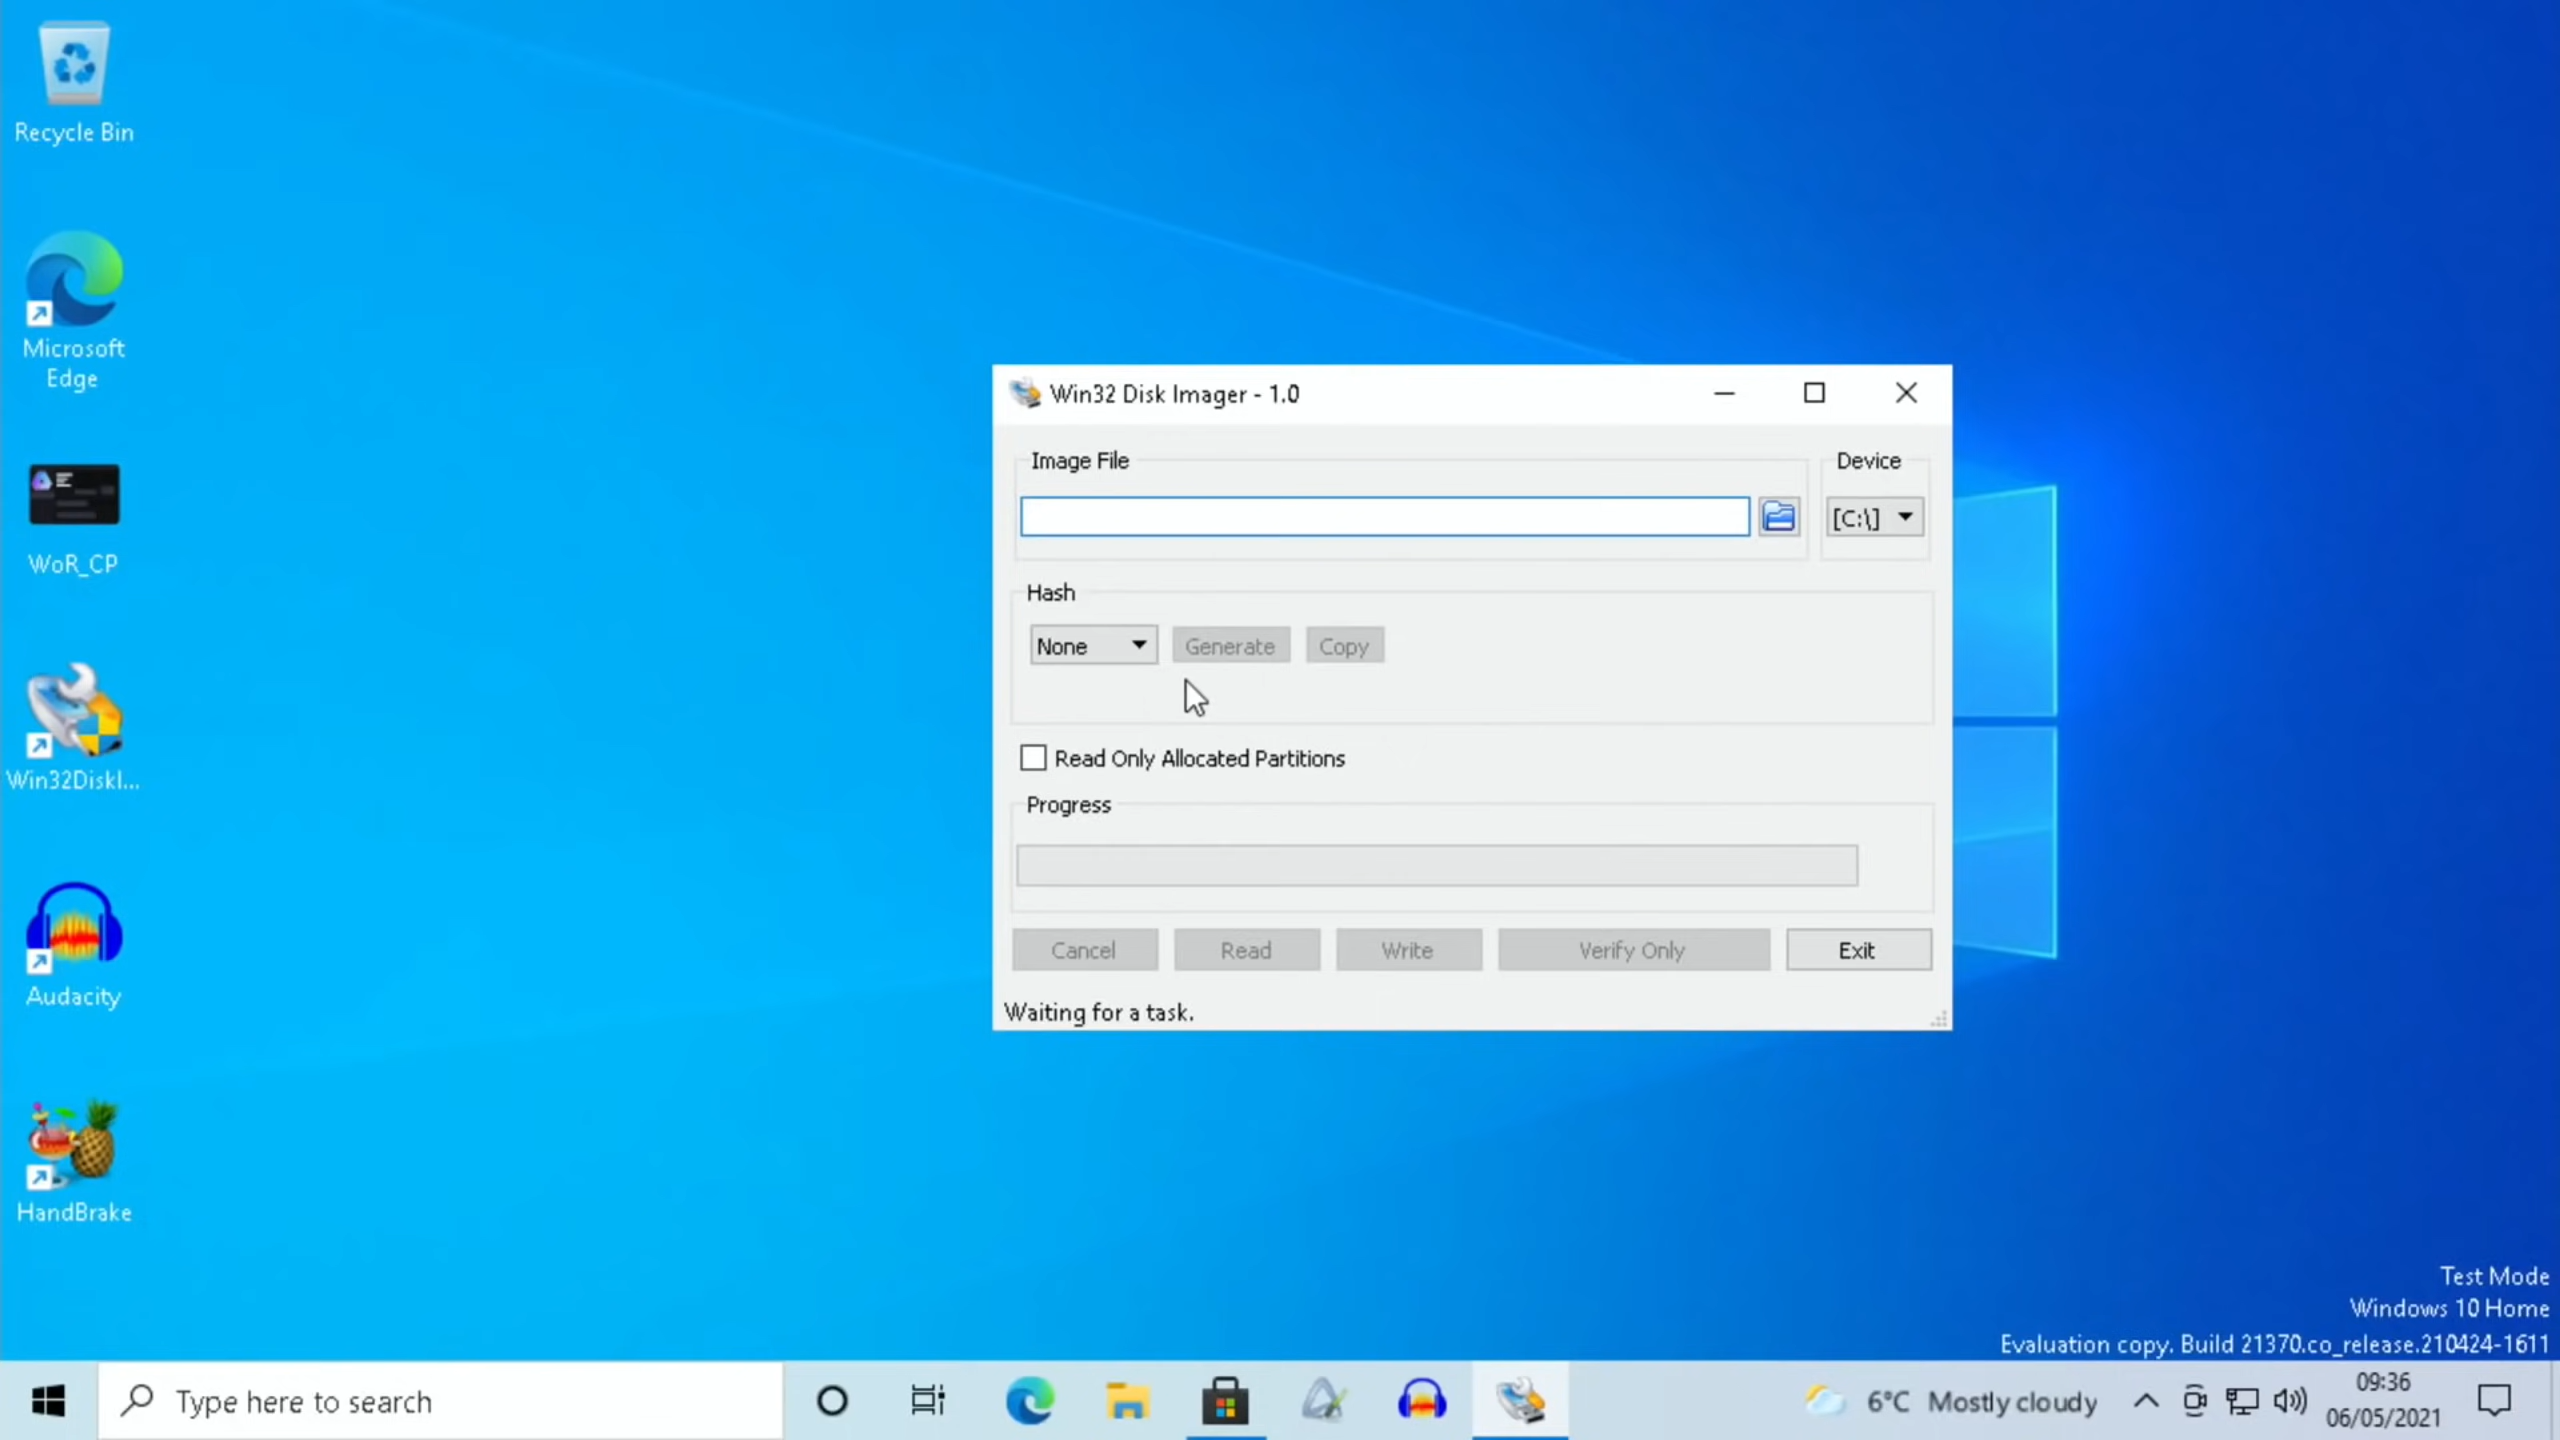 Recycle Bin
Microsoft
Edge
WoR_CP
Win32DiskI...
Audacity
HandBrake
Win32 Disk Imager - 1.0
Image File
Device
[C:\]
Hash
None
Generate
Copy
Read Only Allocated Partitions
Progress
Cancel
Read
Write
Verify Only
Exit
Waiting for a task.
Test Mode
Windows 10 Home
Evaluation copy. Build 21370.co_release.210424-1611
Type here to search
6°C Mostly cloudy
09:36
06/05/2021